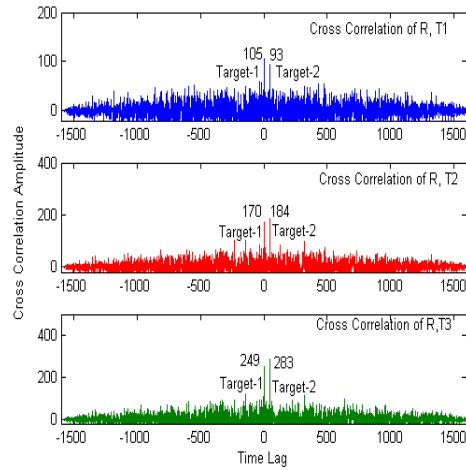 Cross Correlation Amplitude
200
100
0
Cross Correlation of R, T1
105 93
Target-1 Target-2
-1500 -1000 -500 0 500 1000 1500
400
200
0
Cross Correlation of R, T2
170 184
Target-1 Target-2
-1500 -1000 -500 0 500 1000 1500
400
200
0
Cross Correlation of R,T3
249 283
Target-1 Target-2
-1500 -1000 -500 0 500 1000 1500
Time Lag